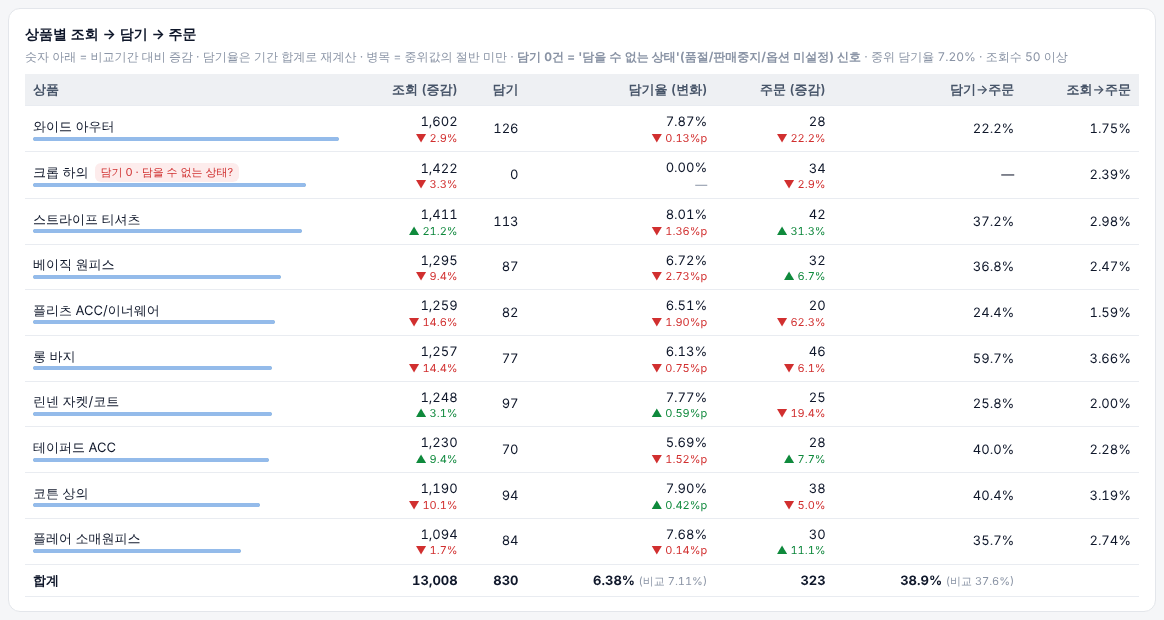 상품별 조회 → 담기 → 주문
숫자 아래 = 비교기간 대비 증감 · 담기율은 기간 합계로 재계산 · 병목 = 중위값의 절반 미만 · 담기 0건 = '담을 수 없는 상태'(품절/판매중지/옵션 미설정) 신호 · 중위 담기율 7.20% · 조회수 50 이상
상품 조회 (증감) 담기 담기율 (변화) 주문 (증감) 담기→주문 조회→주문
와이드 아우터 1,602 126 7.87% 28 22.2% 1.75%
▼ 2.9% ▼ 0.13%p ▼ 22.2%
크롭 하의 담기 0 · 담을 수 없는 상태? 1,422 0 0.00% 34 — 2.39%
▼ 3.3% — ▼ 2.9%
스트라이프 티셔츠 1,411 113 8.01% 42 37.2% 2.98%
▲ 21.2% ▼ 1.36%p ▲ 31.3%
베이직 원피스 1,295 87 6.72% 32 36.8% 2.47%
▼ 9.4% ▼ 2.73%p ▲ 6.7%
플리츠 ACC/이너웨어 1,259 82 6.51% 20 24.4% 1.59%
▼ 14.6% ▼ 1.90%p ▼ 62.3%
롱 바지 1,257 77 6.13% 46 59.7% 3.66%
▼ 14.4% ▼ 0.75%p ▼ 6.1%
린넨 자켓/코트 1,248 97 7.77% 25 25.8% 2.00%
▲ 3.1% ▲ 0.59%p ▼ 19.4%
테이퍼드 ACC 1,230 70 5.69% 28 40.0% 2.28%
▲ 9.4% ▼ 1.52%p ▲ 7.7%
코튼 상의 1,190 94 7.90% 38 40.4% 3.19%
▼ 10.1% ▲ 0.42%p ▼ 5.0%
플레어 소매원피스 1,094 84 7.68% 30 35.7% 2.74%
▼ 1.7% ▼ 0.14%p ▲ 11.1%
합계 13,008 830 6.38% (비교 7.11%) 323 38.9% (비교 37.6%)